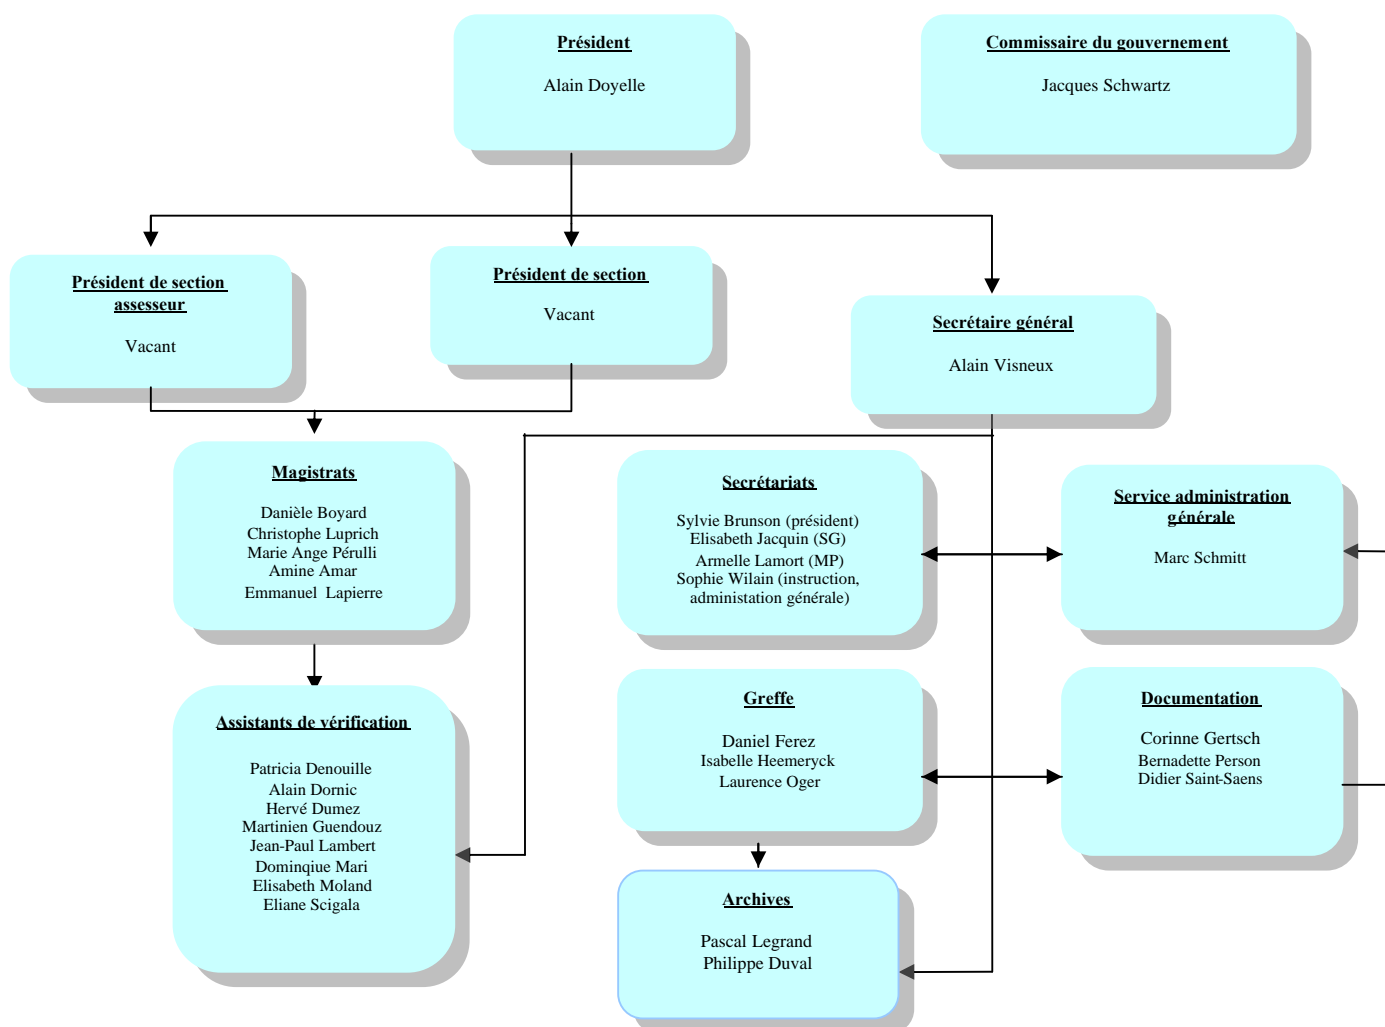 Président
Alain Doyelle
Commissaire du gouvernement
Jacques Schwartz
Président de section
assesseur
Vacant
Président de section
Vacant
Secrétaire général
Alain Visneux
Magistrats
Danièle Boyard
Christophe Luprich
Marie Ange Pérulli
Amine Amar
Emmanuel Lapierre
Secrétariats
Sylvie Brunson (président)
Elisabeth Jacquin (SG)
Armelle Lamort (MP)
Sophie Wilain (instruction,
administation générale)
Service administration
générale
Marc Schmitt
Assistants de vérification
Patricia Denouille
Alain Dornic
Hervé Dumez
Martinien Guendouz
Jean-Paul Lambert
Dominqiue Mari
Elisabeth Moland
Eliane Scigala
Greffe
Daniel Ferez
Isabelle Heemeryck
Laurence Oger
Documentation
Corinne Gertsch
Bernadette Person
Didier Saint-Saens
Archives
Pascal Legrand
Philippe Duval